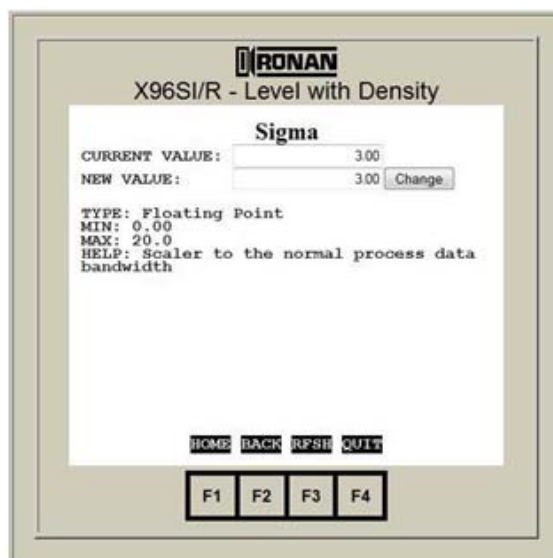 RONAN
X96SI/R - Level with Density
Sigma
CURRENT VALUE: 3.00
NEW VALUE: 3.00 Change
TYPE: Floating Point
MIN: 0.00
MAX: 20.0
HELP: Scaler to the normal process data
bandwidth
HOME BACK RFSH QUIT
F1 F2 F3 F4